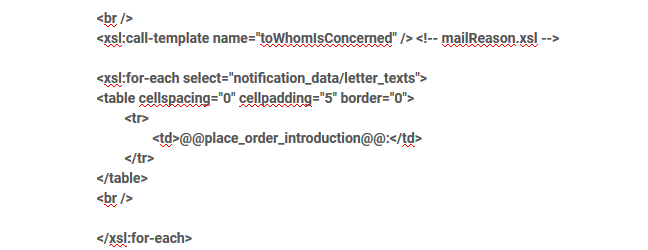 <br />
<xsl:call-template name="toWhomIsConcerned" /> <!-- mailReason.xsl -->
<xsl:for-each select="notification_data/letter_texts">
<table cellspacing="0" cellpadding="5" border="0">
<tr>
<td>@@place_order_introduction@@:</td>
</tr>
</table>
<br />
</xsl:for-each>